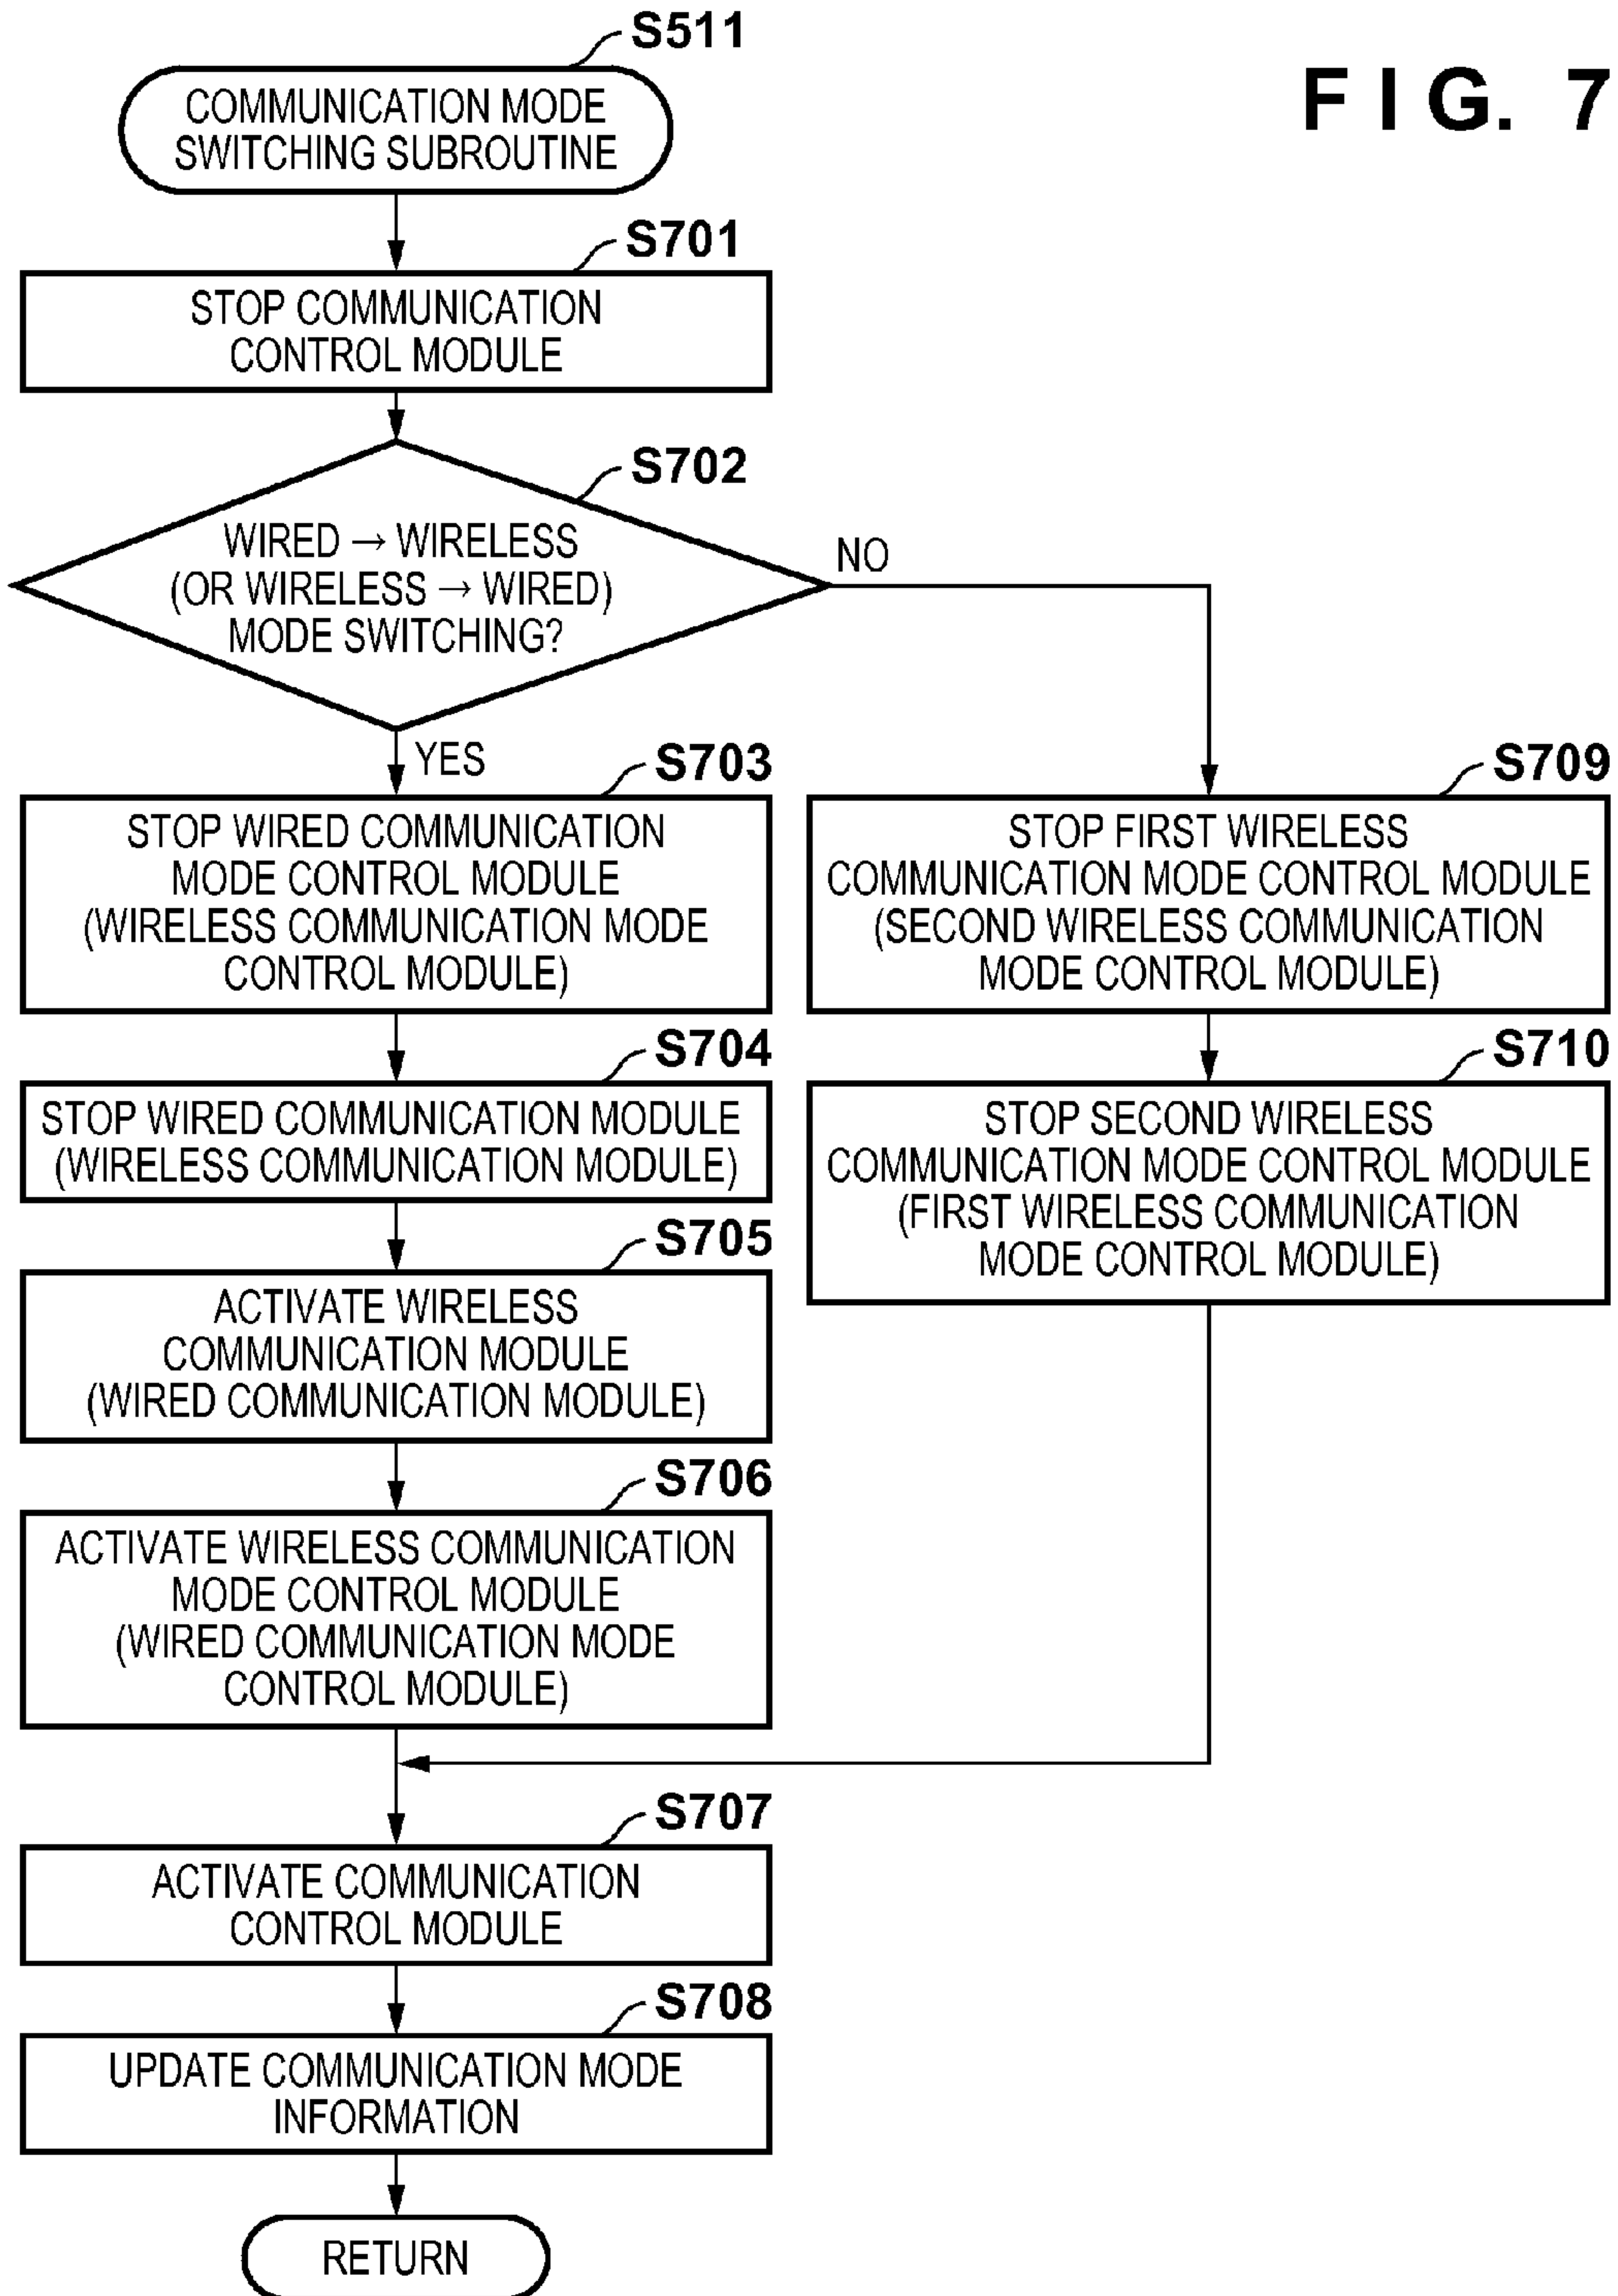 FIG. 7
S511
COMMUNICATION MODE
SWITCHING SUBROUTINE
S701
STOP COMMUNICATION
CONTROL MODULE
S702
WIRED → WIRELESS
(OR WIRELESS → WIRED)
MODE SWITCHING?
NO
YES
S703
STOP WIRED COMMUNICATION
MODE CONTROL MODULE
(WIRELESS COMMUNICATION MODE
CONTROL MODULE)
S704
STOP WIRED COMMUNICATION MODULE
(WIRELESS COMMUNICATION MODULE)
S705
ACTIVATE WIRELESS
COMMUNICATION MODULE
(WIRED COMMUNICATION MODULE)
S706
ACTIVATE WIRELESS COMMUNICATION
MODE CONTROL MODULE
(WIRED COMMUNICATION MODE
CONTROL MODULE)
S709
STOP FIRST WIRELESS
COMMUNICATION MODE CONTROL MODULE
(SECOND WIRELESS COMMUNICATION
MODE CONTROL MODULE)
S710
STOP SECOND WIRELESS
COMMUNICATION MODE CONTROL MODULE
(FIRST WIRELESS COMMUNICATION
MODE CONTROL MODULE)
S707
ACTIVATE COMMUNICATION
CONTROL MODULE
S708
UPDATE COMMUNICATION MODE
INFORMATION
RETURN